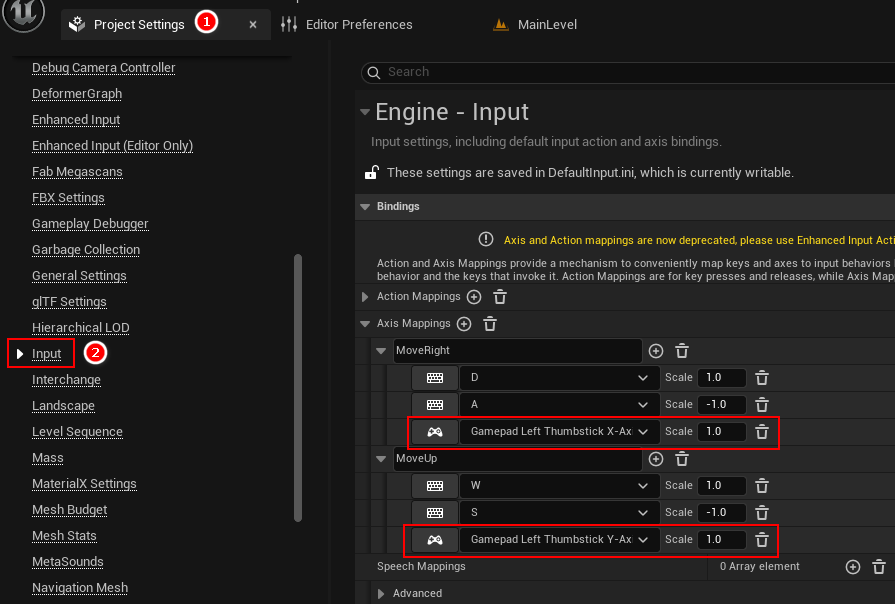 Project Settings
1
×
Editor Preferences
MainLevel
Debug Camera Controller
DeformerGraph
Enhanced Input
Enhanced Input (Editor Only)
Fab Megascans
FBX Settings
Gameplay Debugger
Garbage Collection
General Settings
glTF Settings
Hierarchical LOD
Input
2
Interchange
Landscape
Level Sequence
Mass
MaterialX Settings
Mesh Budget
Mesh Stats
MetaSounds
Navigation Mesh
Search
Engine - Input
Input settings, including default input action and axis bindings.
These settings are saved in DefaultInput.ini, which is currently writable.
Bindings
Axis and Action mappings are now deprecated, please use Enhanced Input Acti
Action and Axis Mappings provide a mechanism to conveniently map keys and axes to input behaviors
behavior and the keys that invoke it. Action Mappings are for key presses and releases, while Axis Map
Action Mappings
Axis Mappings
MoveRight
D Scale 1.0
A Scale -1.0
Gamepad Left Thumbstick X-Axi Scale 1.0
MoveUp
W Scale 1.0
S Scale -1.0
Gamepad Left Thumbstick Y-Axi Scale 1.0
Speech Mappings 0 Array element
Advanced